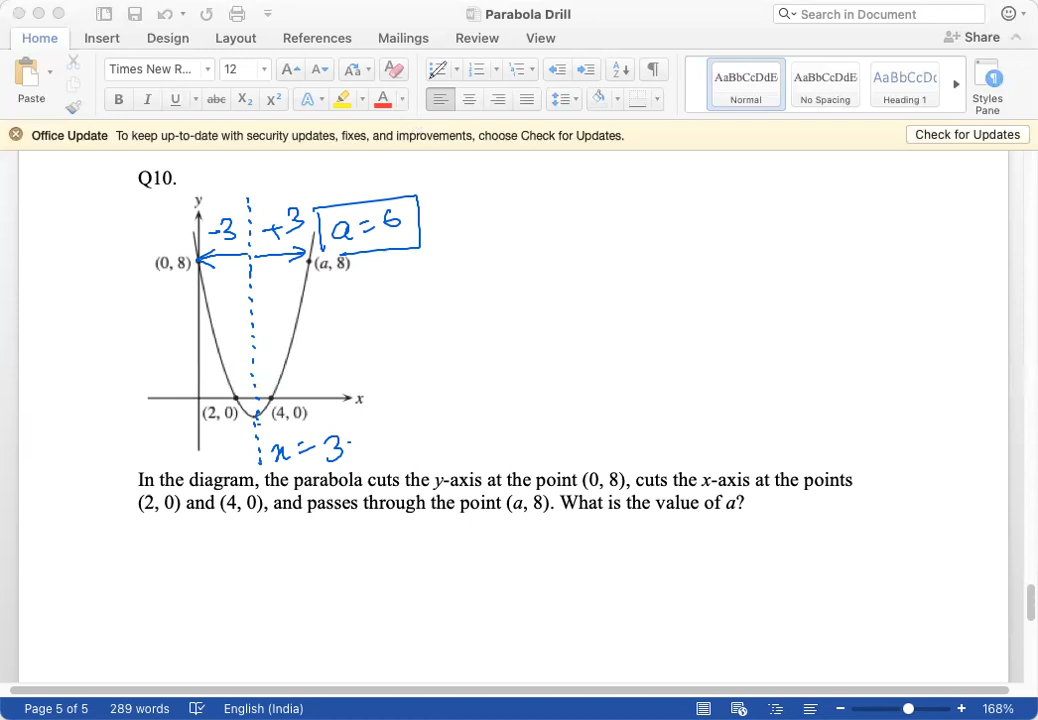 Parabola Drill
Search in Document
Home Insert Design Layout References Mailings Review View
Share
Paste
Times New R... 12
AaBbCcDdE AaBbCcDdE AaBbCcDc
Normal No Spacing Heading 1
Styles Pane
Office Update To keep up-to-date with security updates, fixes, and improvements, choose Check for Updates.
Check for Updates
Q10.
y
-3 +3 a = 6
(0, 8) (a, 8)
x
(2, 0) (4, 0)
x = 3
In the diagram, the parabola cuts the y-axis at the point (0, 8), cuts the x-axis at the points
(2, 0) and (4, 0), and passes through the point (a, 8). What is the value of a?
Page 5 of 5 289 words English (India) 168%